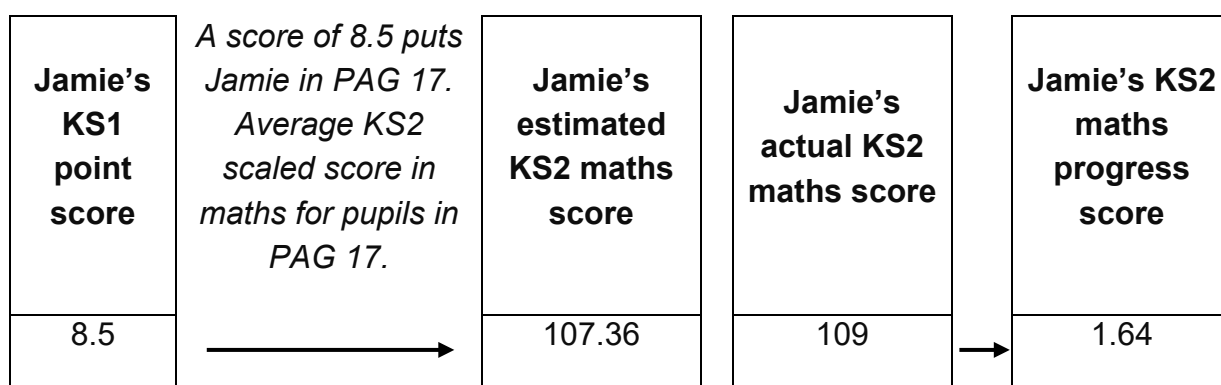 Jamie's
KS1
point
score
8.5
A score of 8.5 puts
Jamie in PAG 17.
Average KS2
scaled score in
maths for pupils in
PAG 17.
Jamie's
estimated
KS2 maths
score
107.36
Jamie's
actual KS2
maths score
109
Jamie's KS2
maths
progress
score
1.64